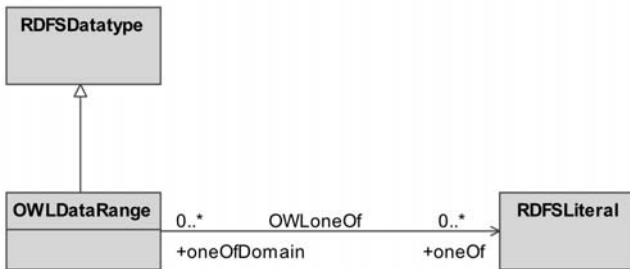 RDFSDatatype
OWLDataRange
0..* OWLoneOf 0..*
+oneOfDomain +oneOf
RDFSLiteral